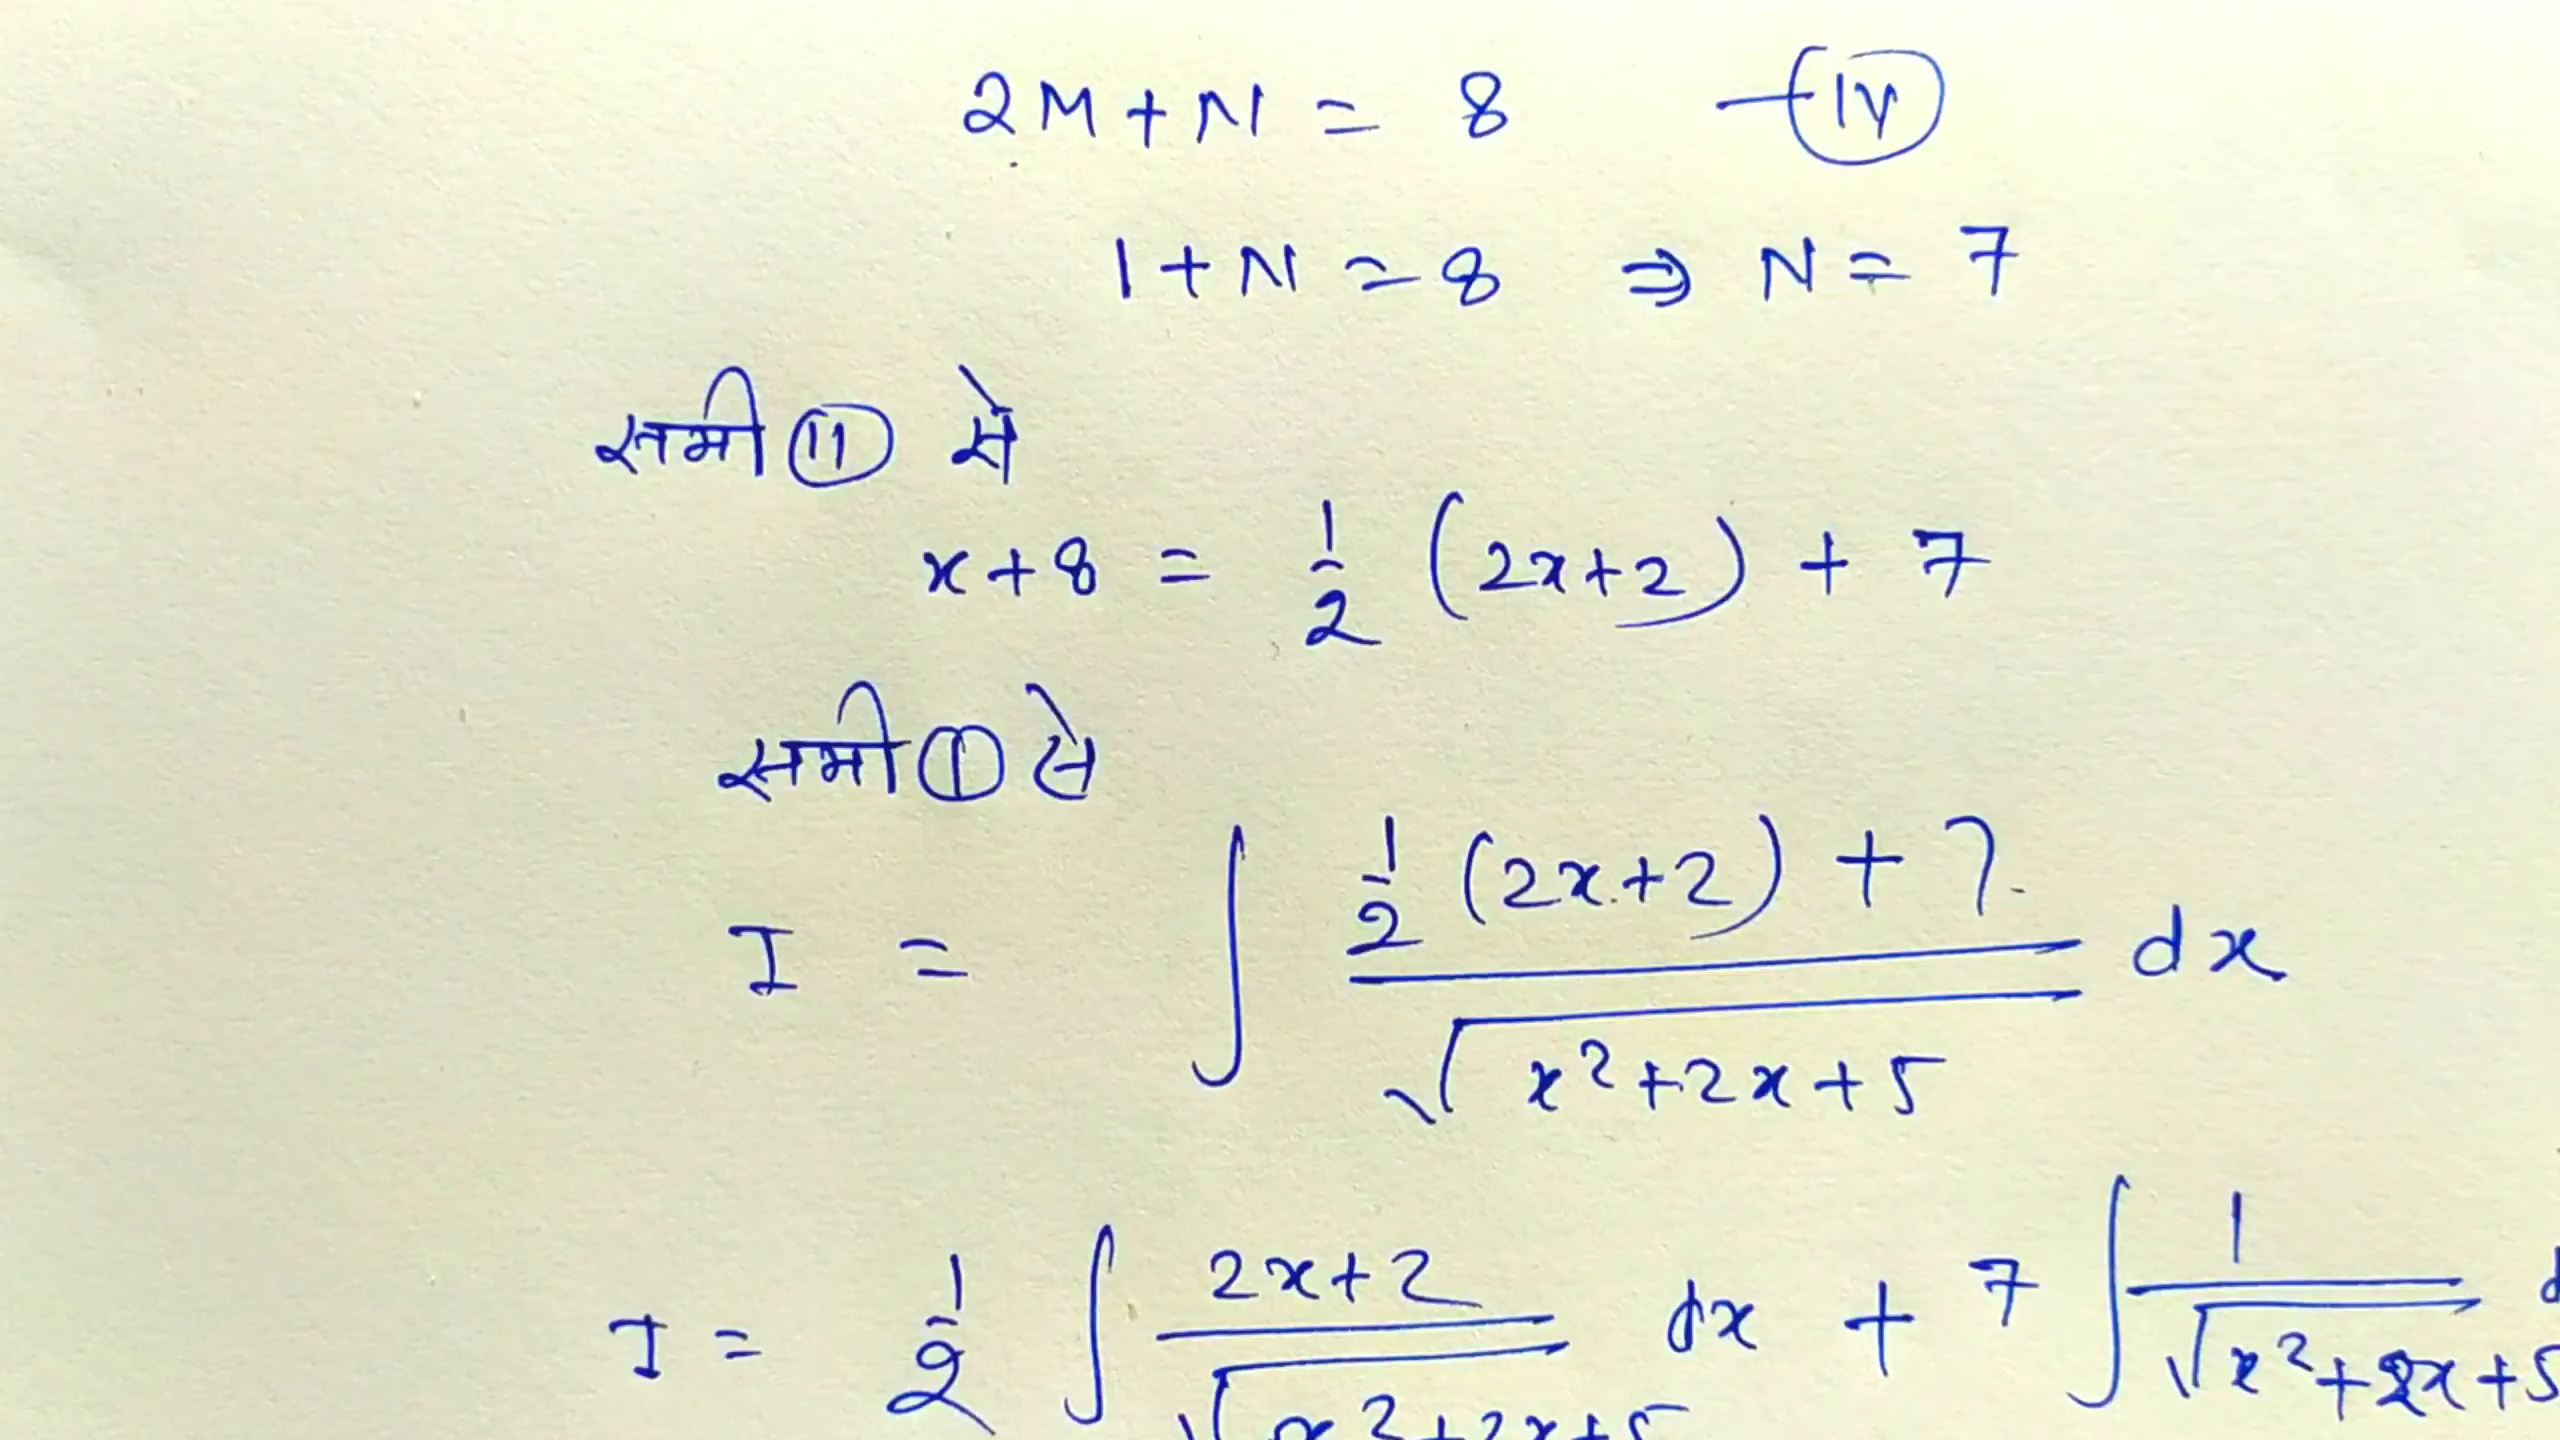 2M + N = 8 — (IV)
1 + N = 8 ⇒ N = 7
समी (II) से
x + 8 = 1/2 (2x+2) + 7
समी (I) से
I = ∫ (1/2 (2x+2) + 7) / √(x²+2x+5) dx
I = 1/2 ∫ (2x+2) / √(x²+2x+5) dx + 7 ∫ 1 / √(x²+2x+5) d